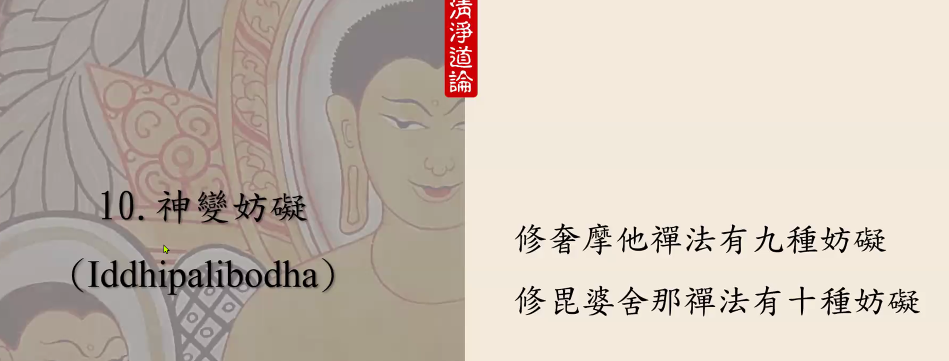 清淨道論
10.神變妨礙
（Iddhipalibodha）
修奢摩他禪法有九種妨礙
修毘婆舍那禪法有十種妨礙